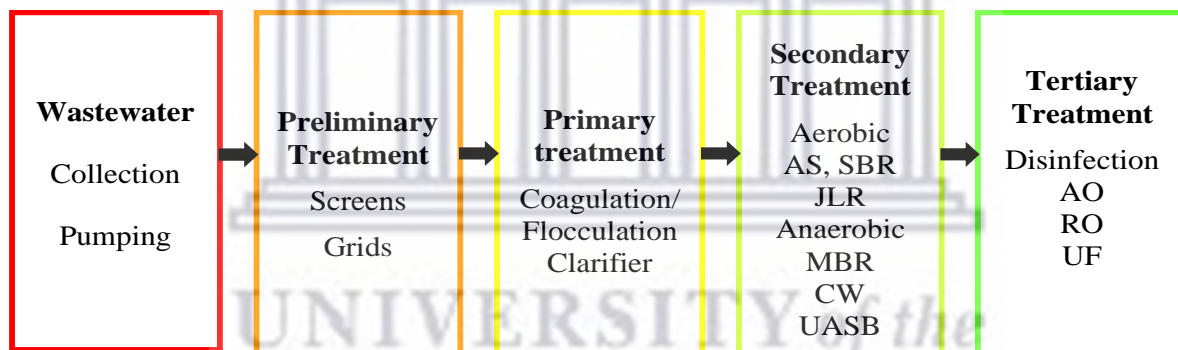 Wastewater
Collection
Pumping
Preliminary
Treatment
Screens
Grids
Primary
treatment
Coagulation/
Flocculation
Clarifier
Secondary
Treatment
Aerobic
AS, SBR
JLR
Anaerobic
MBR
CW
UASB
Tertiary
Treatment
Disinfection
AO
RO
UF
UNIVERSITY of the